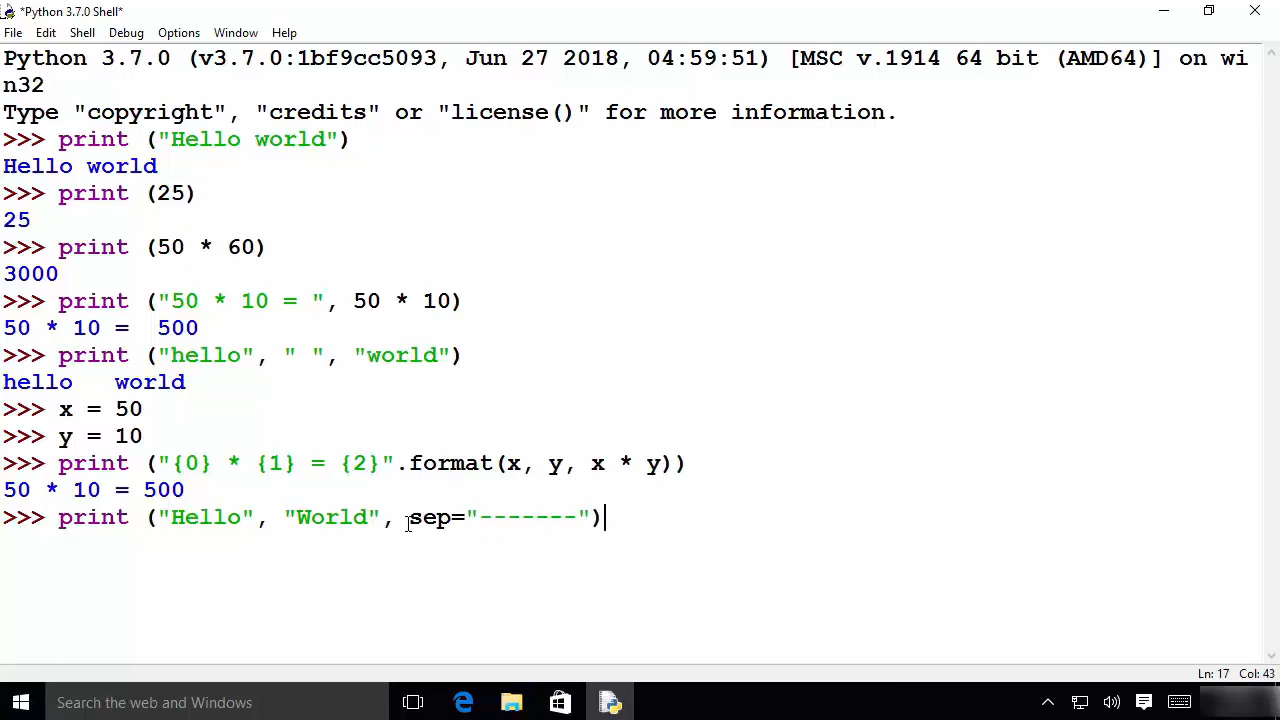 *Python 3.7.0 Shell*
File Edit Shell Debug Options Window Help
Python 3.7.0 (v3.7.0:1bf9cc5093, Jun 27 2018, 04:59:51) [MSC v.1914 64 bit (AMD64)] on wi
n32
Type "copyright", "credits" or "license()" for more information.
>>> print ("Hello world")
Hello world
>>> print (25)
25
>>> print (50 * 60)
3000
>>> print ("50 * 10 = ", 50 * 10)
50 * 10 =  500
>>> print ("hello", " ", "world")
hello   world
>>> x = 50
>>> y = 10
>>> print ("{0} * {1} = {2}".format(x, y, x * y))
50 * 10 = 500
>>> print ("Hello", "World", sep="-------")
Ln: 17 Col: 43
Search the web and Windows